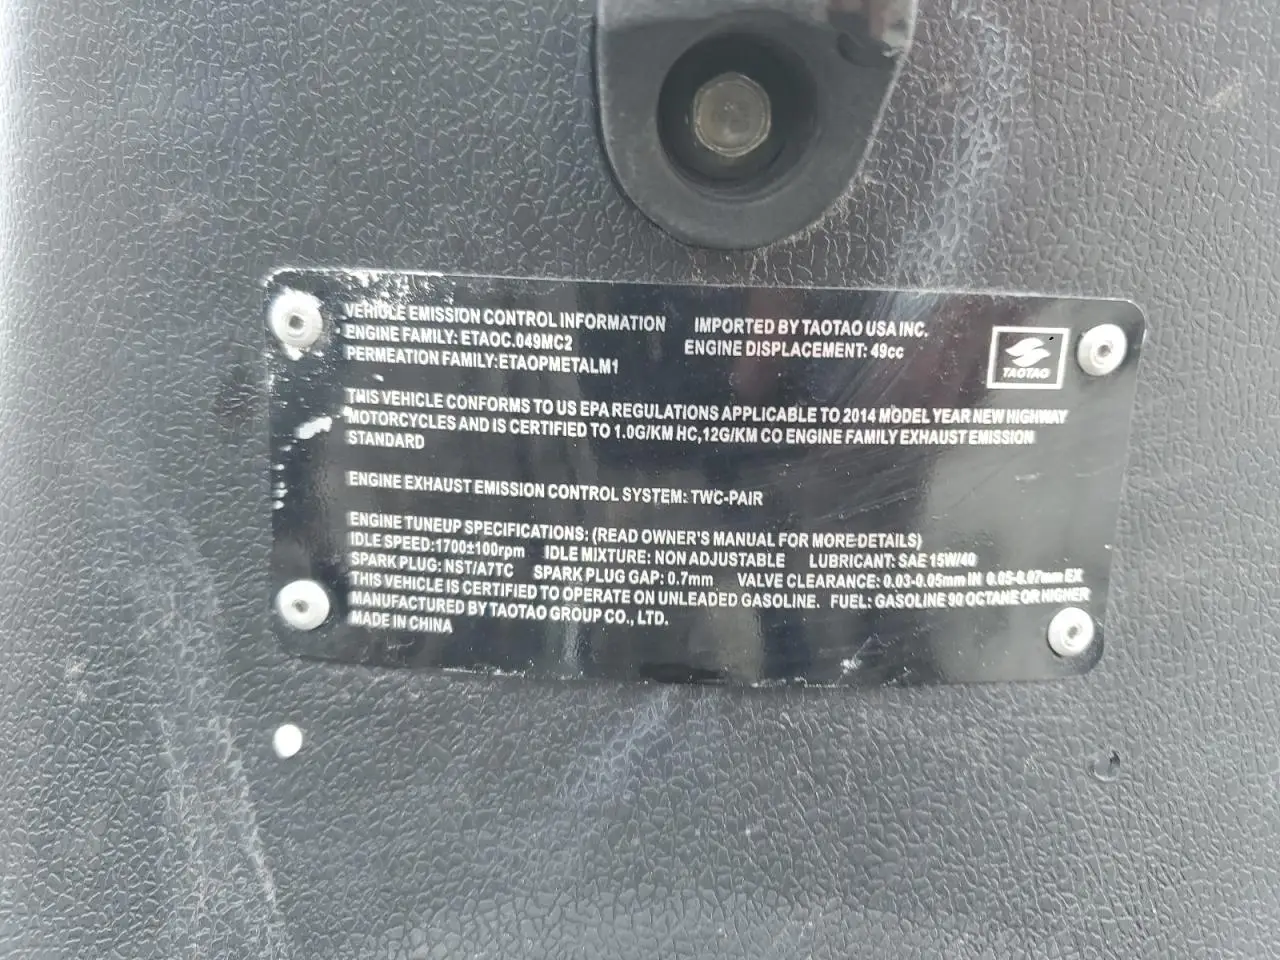 VEHICLE EMISSION CONTROL INFORMATION IMPORTED BY TAOTAO USA INC.
ENGINE FAMILY: ETAOC.049MC2 ENGINE DISPLACEMENT: 49cc
PERMEATION FAMILY:ETAOPMETALM1
TAOTAO
THIS VEHICLE CONFORMS TO US EPA REGULATIONS APPLICABLE TO 2014 MODEL YEAR NEW HIGHWAY
MOTORCYCLES AND IS CERTIFIED TO 1.0G/KM HC,12G/KM CO ENGINE FAMILY EXHAUST EMISSION
STANDARD
ENGINE EXHAUST EMISSION CONTROL SYSTEM: TWC-PAIR
ENGINE TUNEUP SPECIFICATIONS: (READ OWNER'S MANUAL FOR MORE DETAILS)
IDLE SPEED:1700±100rpm IDLE MIXTURE: NON ADJUSTABLE LUBRICANT: SAE 15W/40
SPARK PLUG: NST/A7TC SPARK PLUG GAP: 0.7mm VALVE CLEARANCE: 0.03-0.05mm IN 0.05-0.07mm EX
THIS VEHICLE IS CERTIFIED TO OPERATE ON UNLEADED GASOLINE. FUEL: GASOLINE 90 OCTANE OR HIGHER
MANUFACTURED BY TAOTAO GROUP CO., LTD.
MADE IN CHINA